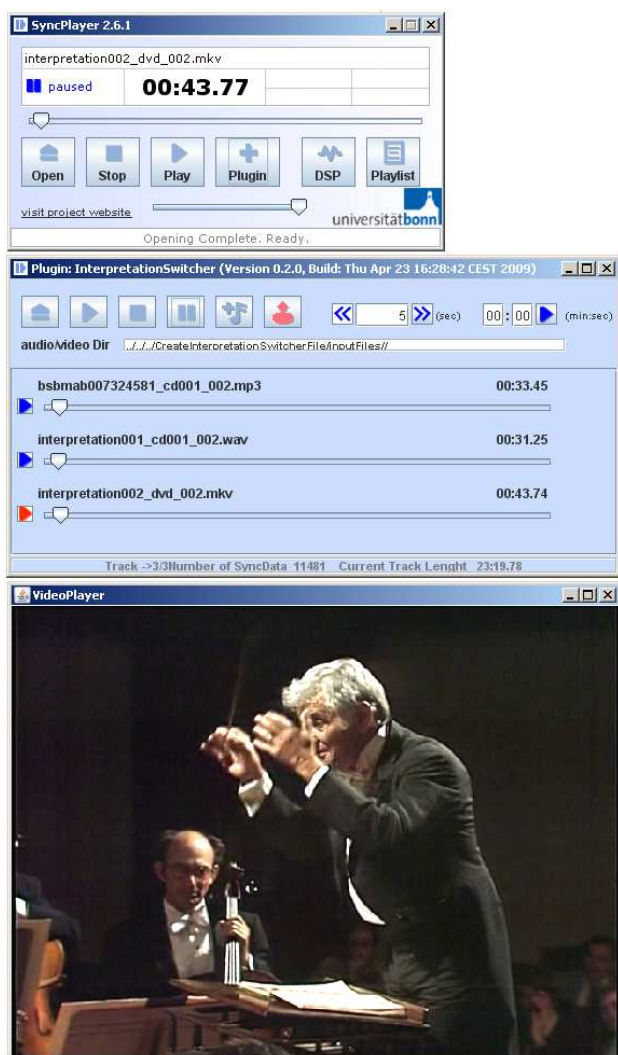 SyncPlayer 2.6.1
interpretation002_dvd_002.mkv
paused 00:43.77
Open Stop Play Plugin DSP Playlist
visit project website
universitätbonn
Opening Complete. Ready.
Plugin: InterpretationSwitcher (Version 0.2.0, Build: Thu Apr 23 16:28:42 CEST 2009)
5 (sec) 00:00 (min:sec)
audio/video Dir ../../../CreateInterpretationSwitcherFile/inputFiles//
bsbmab007324581_cd001_002.mp3 00:33.45
interpretation001_cd001_002.wav 00:31.25
interpretation002_dvd_002.mkv 00:43.74
Track ->3/3Number of SyncData 11481 Current Track Lenght 23:19.78
VideoPlayer